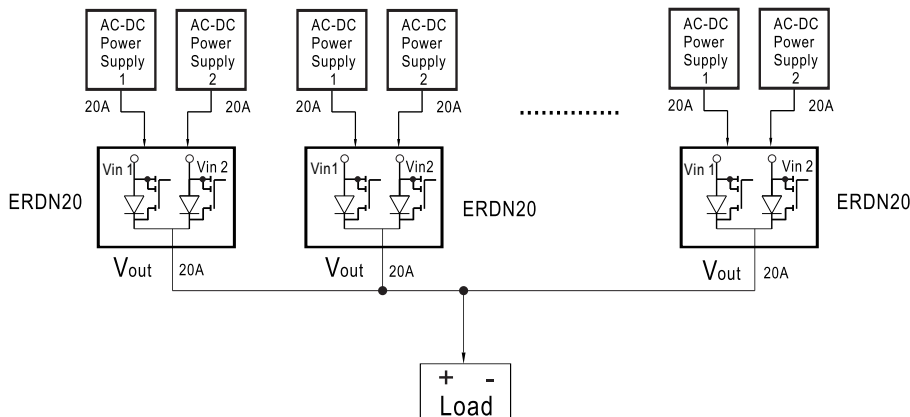 AC-DC
Power
Supply
1
AC-DC
Power
Supply
2
AC-DC
Power
Supply
1
AC-DC
Power
Supply
2
AC-DC
Power
Supply
1
AC-DC
Power
Supply
2
20A
20A
20A
20A
20A
20A
Vin 1
Vin 2
Vin1
Vin2
Vin 1
Vin 2
ERDN20
ERDN20
ERDN20
Vout
20A
Vout
20A
Vout
20A
+ -
Load